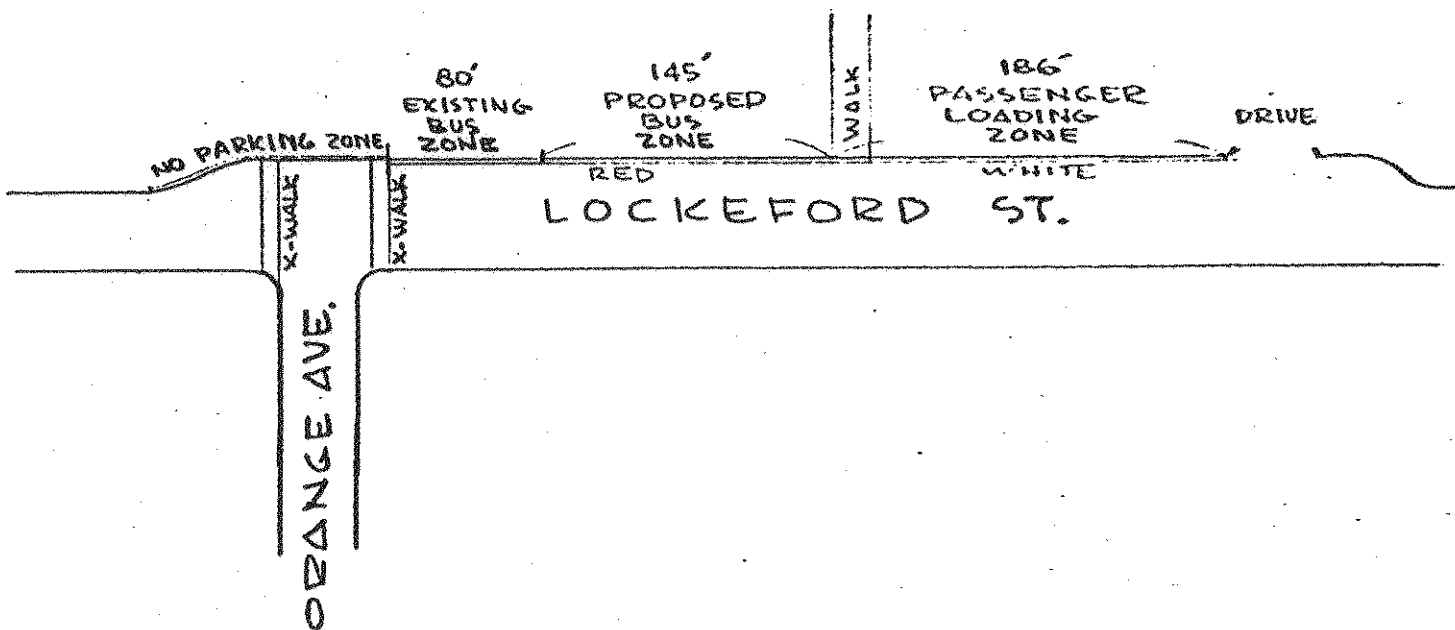 NO PARKING ZONE
80'
EXISTING
BUS
ZONE
145'
PROPOSED
BUS
ZONE
WALK
186'
PASSENGER
LOADING
ZONE
DRIVE
RED
WHITE
X-WALK
X-WALK
LOCKEFORD ST.
ORANGE AVE.